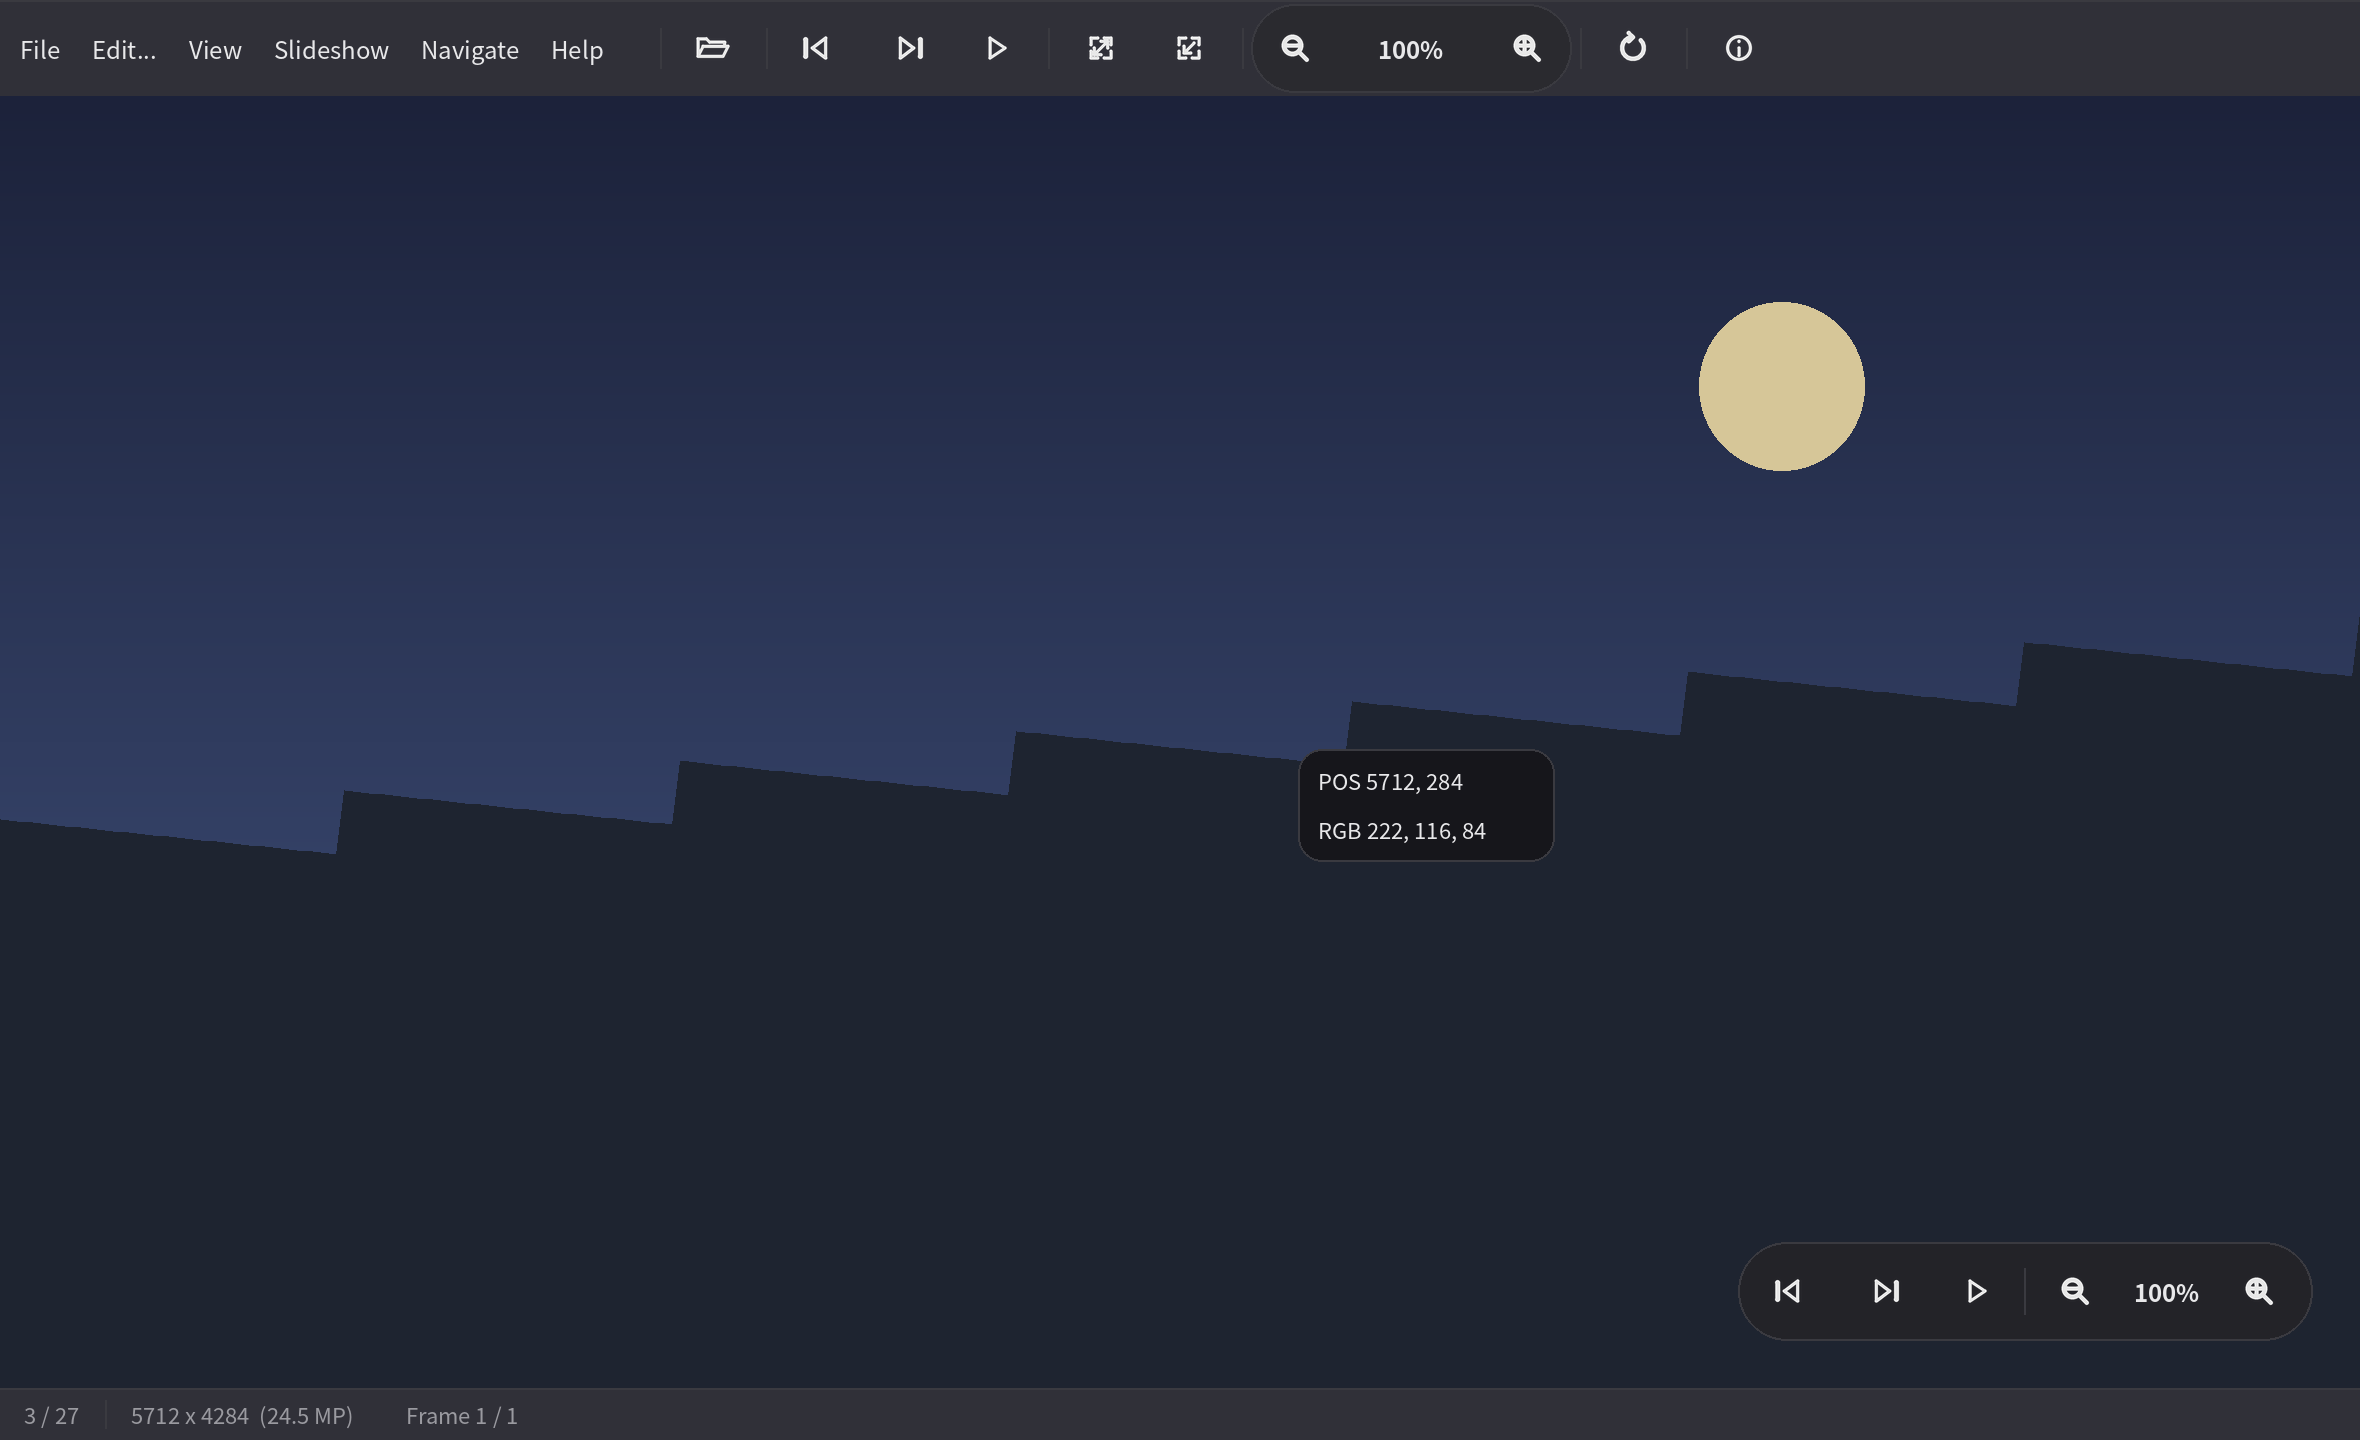 File Edit... View Slideshow Navigate Help 100%
POS 5712, 284
RGB 222, 116, 84
100%
3 / 27 5712 x 4284 (24.5 MP) Frame 1 / 1